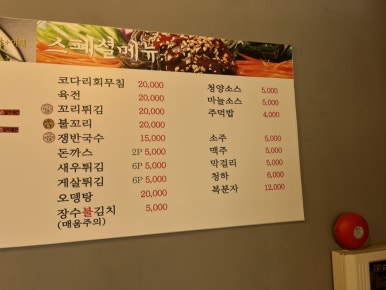 스페셜메뉴
코다리회무침 20,000
육전 20,000
꼬리튀김 20,000
불꼬리 20,000
쟁반국수 15,000
돈까스 2P 5,000
새우튀김 6P 5,000
게살튀김 6P 5,000
오뎅탕 20,000
장수불김치 5,000
(매움주의)
청양소스 5,000
마늘소스 5,000
주먹밥 4,000
소주 5,000
맥주 5,000
막걸리 5,000
청하 6,000
복분자 12,000